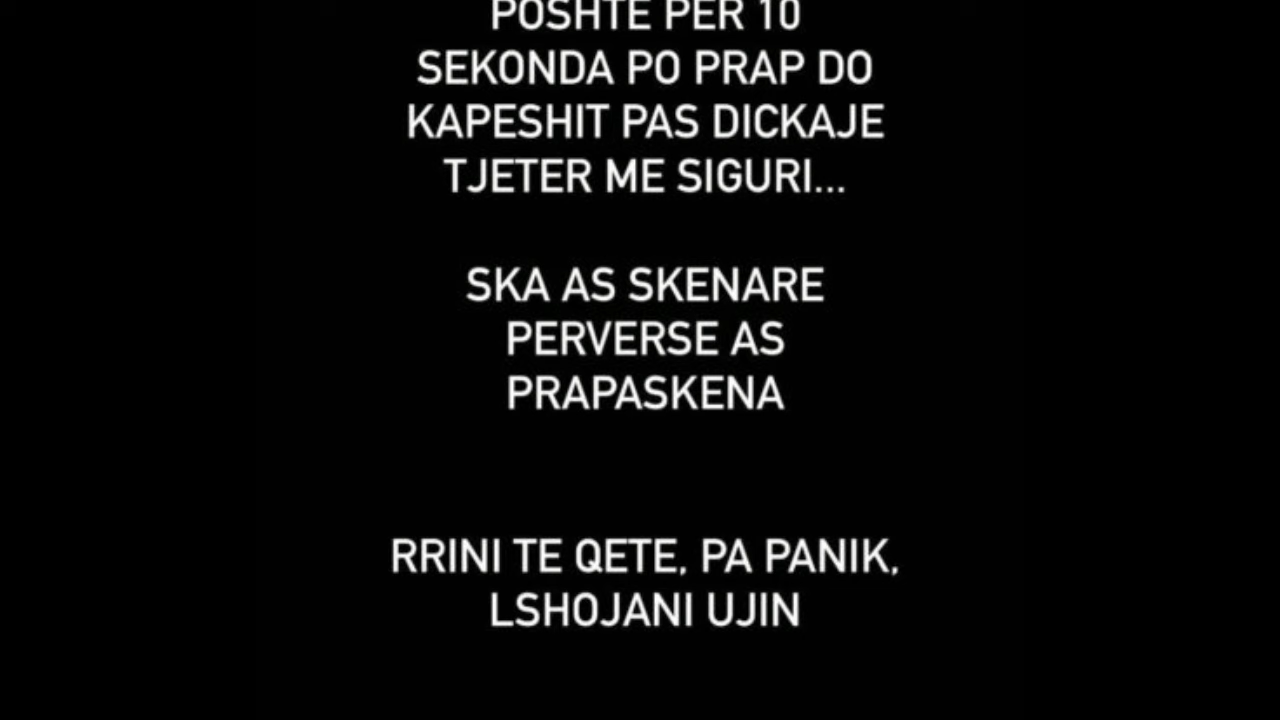 POSHTE PER 10
SEKONDA PO PRAP DO
KAPESHIT PAS DICKAJE
TJETER ME SIGURI...
SKA AS SKENARE
PERVERSE AS
PRAPASKENA
RRINI TE QETE, PA PANIK,
LSHOJANI UJIN